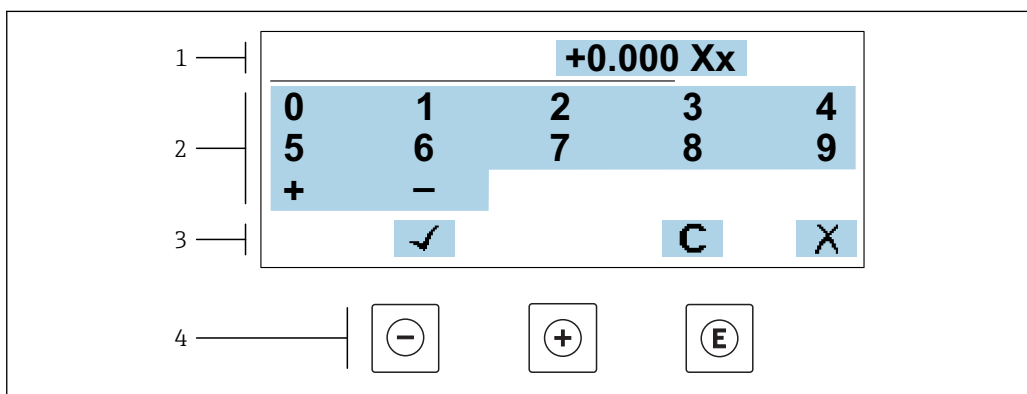 1 +0.000 Xx
0 1 2 3 4
2 5 6 7 8 9
+ −
3 ✓ C X
4 − + E